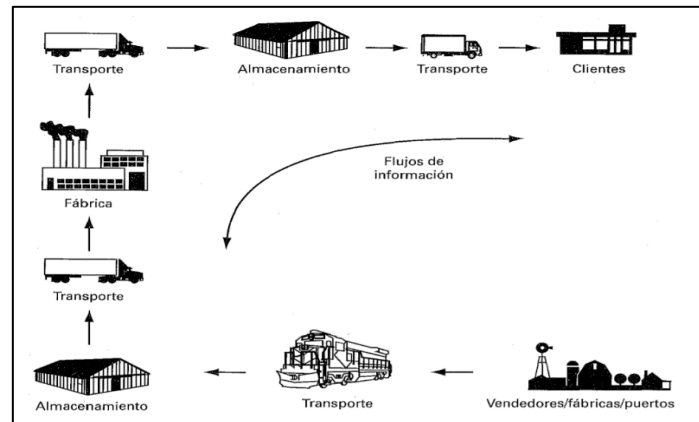 Transporte
Almacenamiento
Transporte
Clientes
Flujos de
información
Fábrica
Transporte
Almacenamiento
Transporte
Vendedores/fábricas/puertos